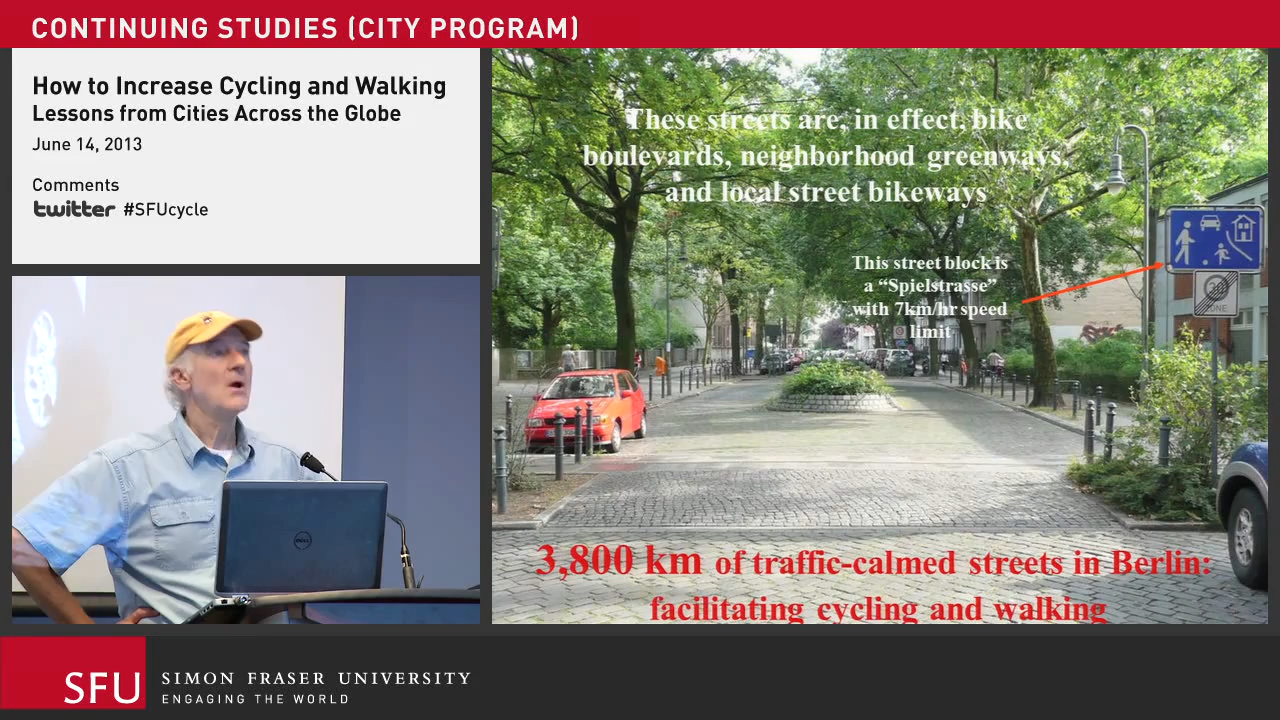 CONTINUING STUDIES (CITY PROGRAM)
How to Increase Cycling and Walking
Lessons from Cities Across the Globe
June 14, 2013
Comments
twitter #SFUcycle
These streets are, in effect, bike
boulevards, neighborhood greenways,
and local street bikeways
This street block is
a “Spielstrasse”
with 7km/hr speed
limit
30
ZONE
DELL
3,800 km of traffic-calmed streets in Berlin:
facilitating cycling and walking
SFU SIMON FRASER UNIVERSITY
ENGAGING THE WORLD